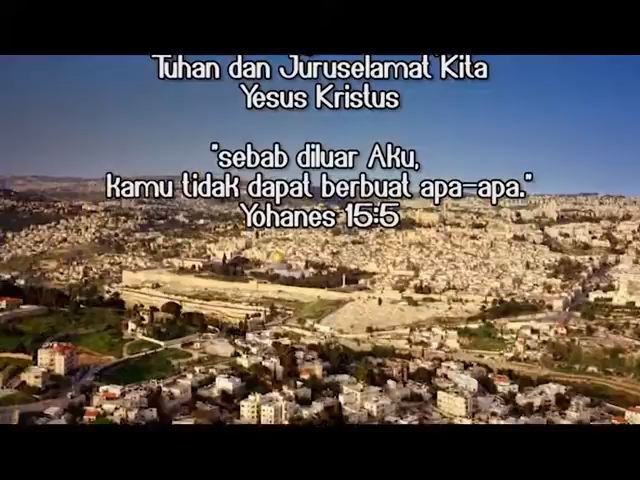 Tuhan dan Juruselamat Kita
Yesus Kristus
"sebab diluar Aku,
kamu tidak dapat berbuat apa-apa."
Yohanes 15:5